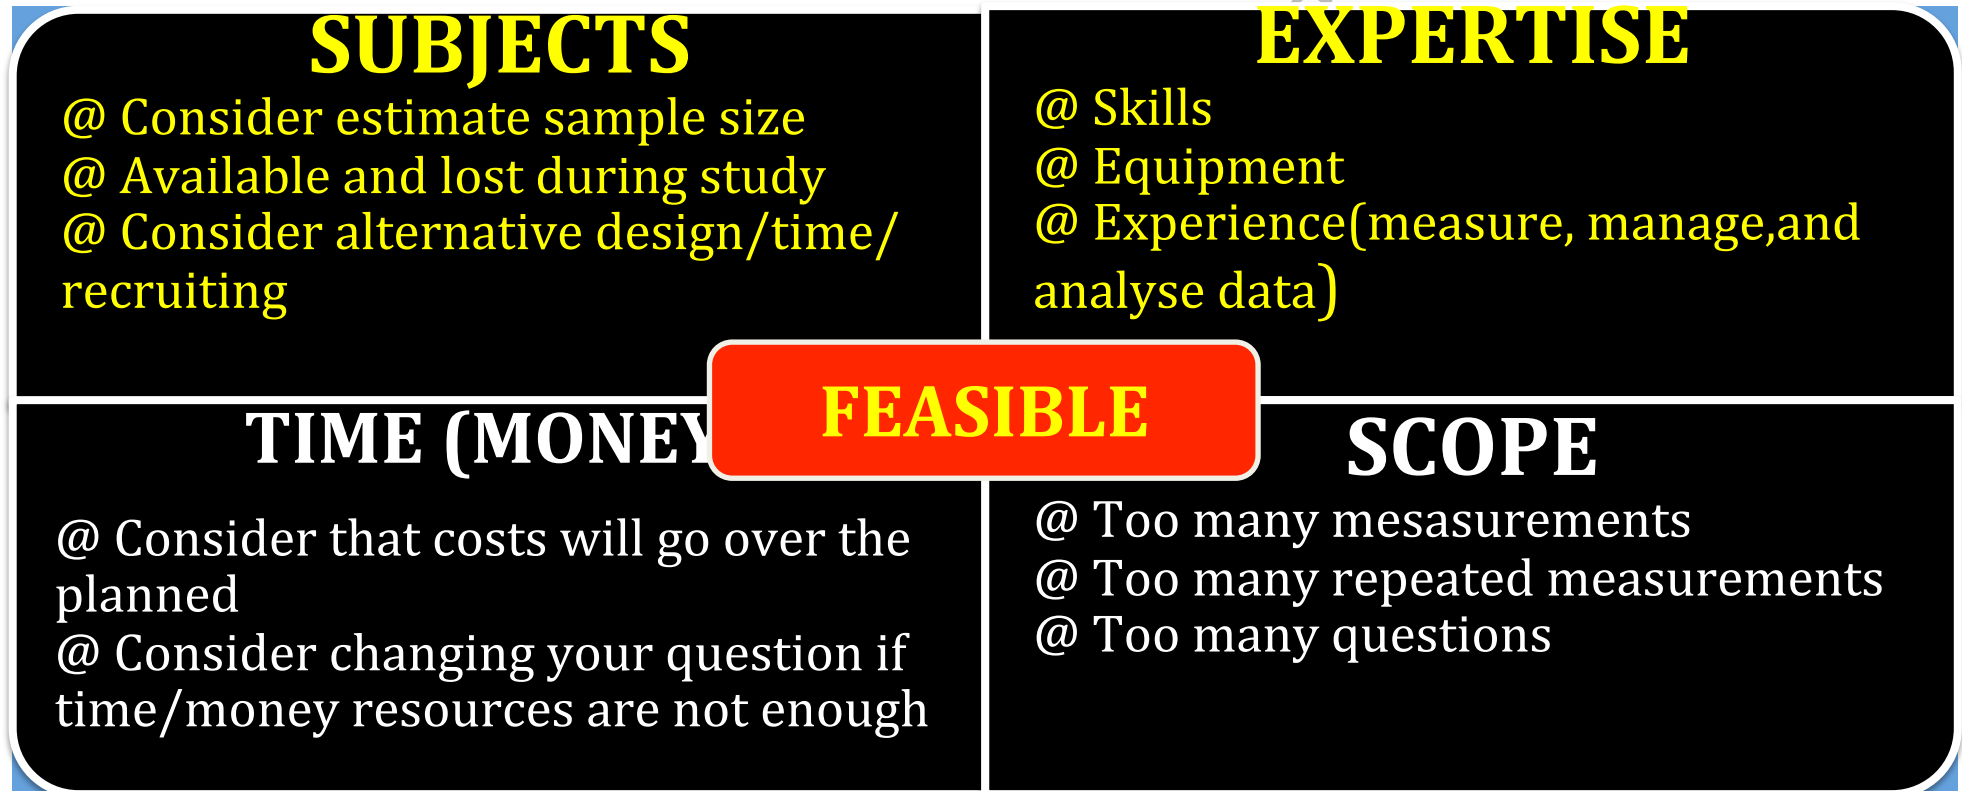 SUBJECTS
@ Consider estimate sample size
@ Available and lost during study
@ Consider alternative design/time/
recruiting
EXPERTISE
@ Skills
@ Equipment
@ Experience(measure, manage,and
analyse data)
FEASIBLE
TIME (MONEY
@ Consider that costs will go over the
planned
@ Consider changing your question if
time/money resources are not enough
SCOPE
@ Too many mesasurements
@ Too many repeated measurements
@ Too many questions